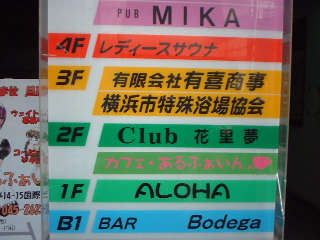 PUB MIKA
4F レディースサウナ
3F 有限会社有喜商事
横浜市特殊浴場協会
2F Club 花里夢
カフェ・あるふぁいん
1F ALOHA
B1 BAR Bodega